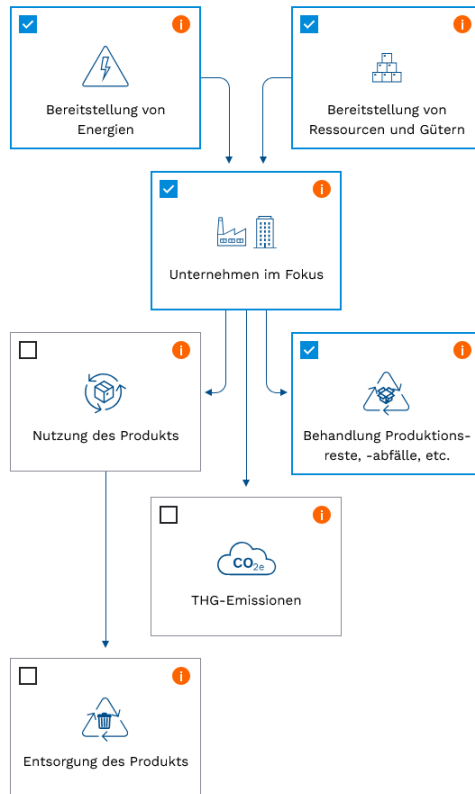 Bereitstellung von
Energien
Bereitstellung von
Ressourcen und Gütern
Unternehmen im Fokus
Nutzung des Produkts
Behandlung Produktions-
reste, -abfälle, etc.
CO2e
THG-Emissionen
Entsorgung des Produkts